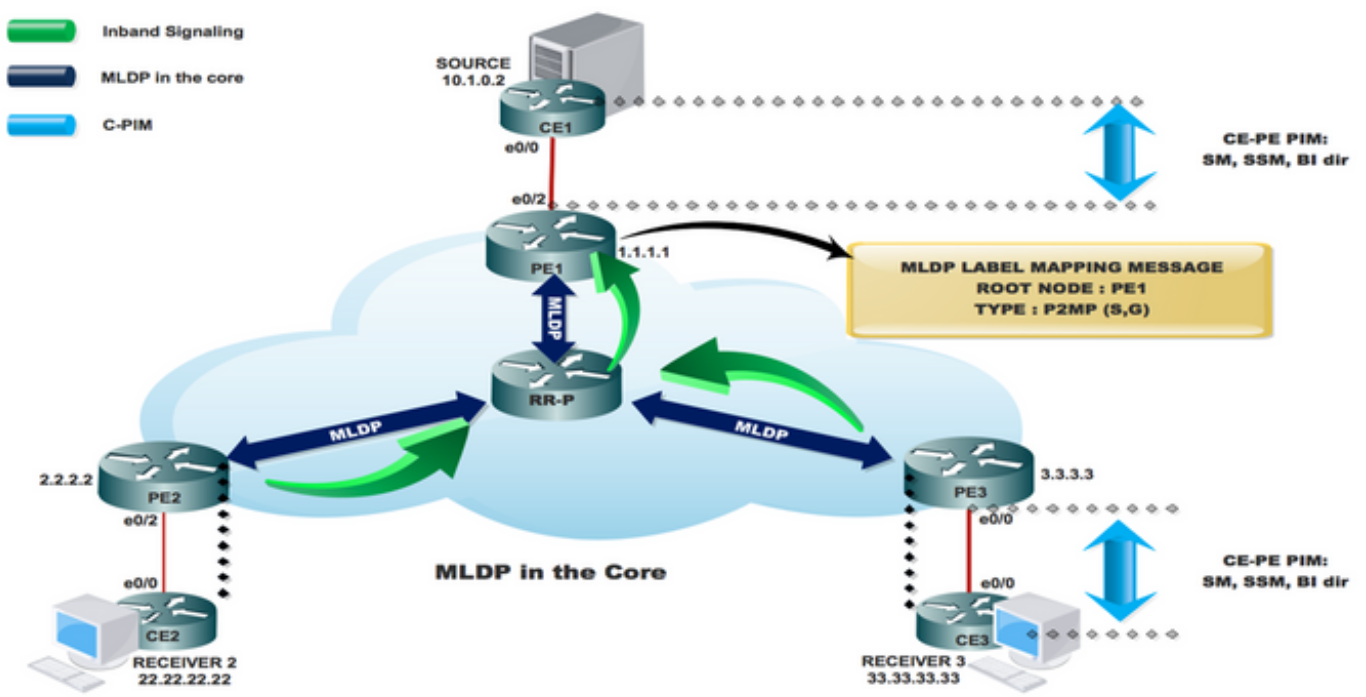 Inband Signaling
MLDP in the core
C-PIM
SOURCE
10.1.0.2
CE1
e0/0
CE-PE PIM:
SM, SSM, BI dir
e0/2
PE1
1.1.1.1
MLDP LABEL MAPPING MESSAGE
ROOT NODE : PE1
TYPE : P2MP (S,G)
MLDP
RR-P
MLDP
MLDP
2.2.2.2
PE2
e0/2
PE3
3.3.3.3
e0/0
MLDP in the Core
CE-PE PIM:
SM, SSM, BI dir
e0/0
CE2
RECEIVER 2
22.22.22.22
e0/0
CE3
RECEIVER 3
33.33.33.33